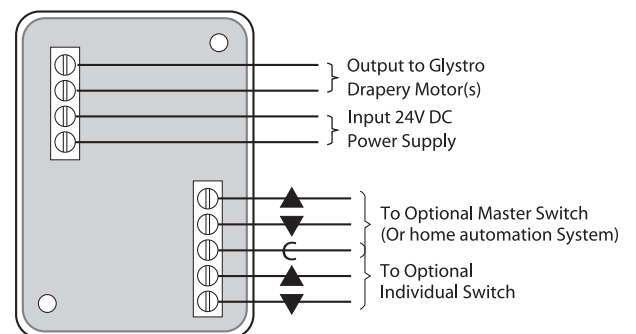 Output to Glystro
Drapery Motor(s)
Input 24V DC
Power Supply
To Optional Master Switch
(Or home automation System)
C
To Optional
Individual Switch